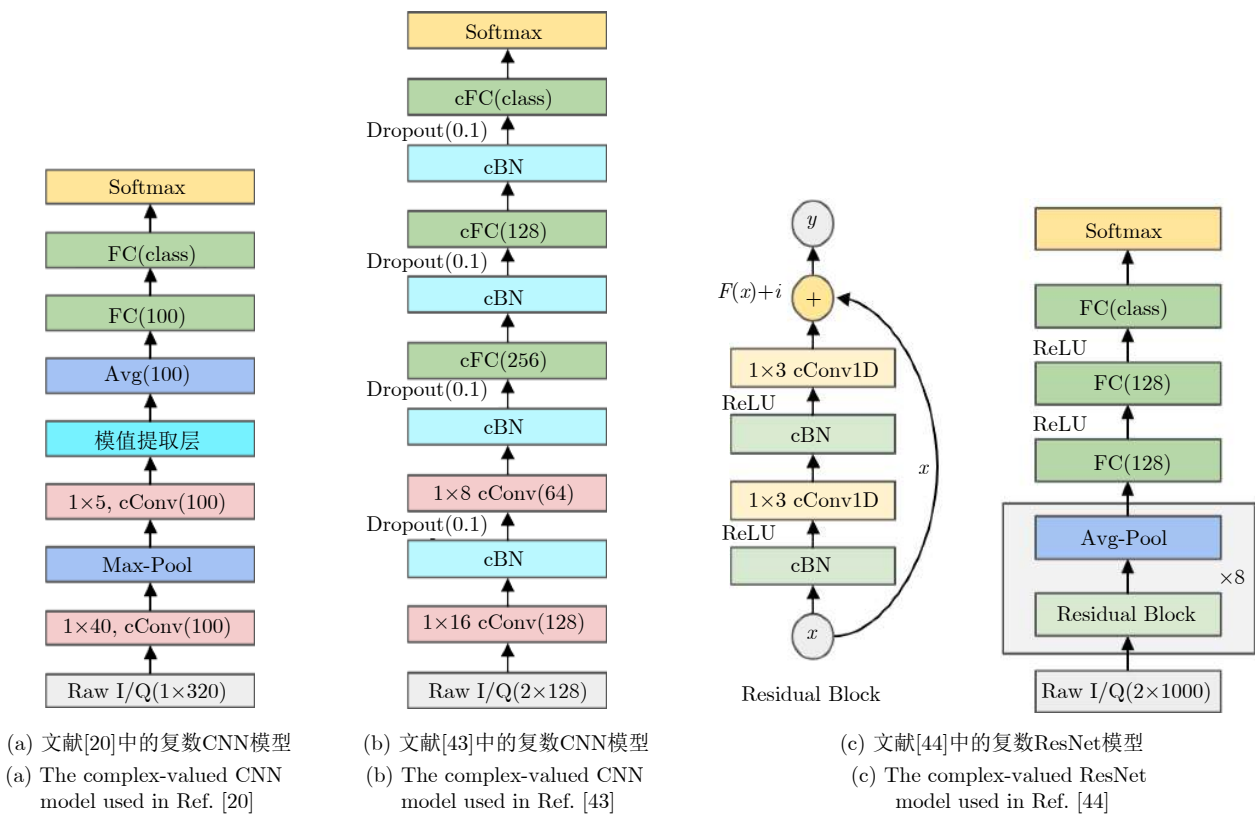 Softmax
FC(class)
FC(100)
Avg(100)
模值提取层
1×5, cConv(100)
Max-Pool
1×40, cConv(100)
Raw I/Q(1×320)
(a) 文献[20]中的复数CNN模型
(a) The complex-valued CNN
model used in Ref. [20]
Softmax
cFC(class)
Dropout(0.1)
cBN
cFC(128)
Dropout(0.1)
cBN
cFC(256)
Dropout(0.1)
cBN
1×8 cConv(64)
Dropout(0.1)
cBN
1×16 cConv(128)
Raw I/Q(2×128)
(b) 文献[43]中的复数CNN模型
(b) The complex-valued CNN
model used in Ref. [43]
y
F(x)+i
+
1×3 cConv1D
ReLU
cBN
x
1×3 cConv1D
ReLU
cBN
x
Residual Block
Softmax
FC(class)
ReLU
FC(128)
ReLU
FC(128)
Avg-Pool
×8
Residual Block
Raw I/Q(2×1000)
(c) 文献[44]中的复数ResNet模型
(c) The complex-valued ResNet
model used in Ref. [44]